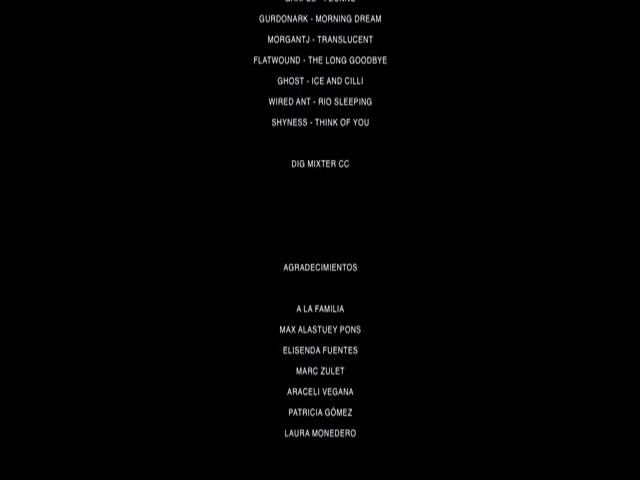 GURDONARK - MORNING DREAM
MORGANTJ - TRANSLUCENT
FLATWOUND - THE LONG GOODBYE
GHOST - ICE AND CILLI
WIRED ANT - RIO SLEEPING
SHYNESS - THINK OF YOU
DIG MIXTER CC
AGRADECIMIENTOS
A LA FAMILIA
MAX ALASTUEY PONS
ELISENDA FUENTES
MARC ZULET
ARACELI VEGANA
PATRICIA GÓMEZ
LAURA MONEDERO